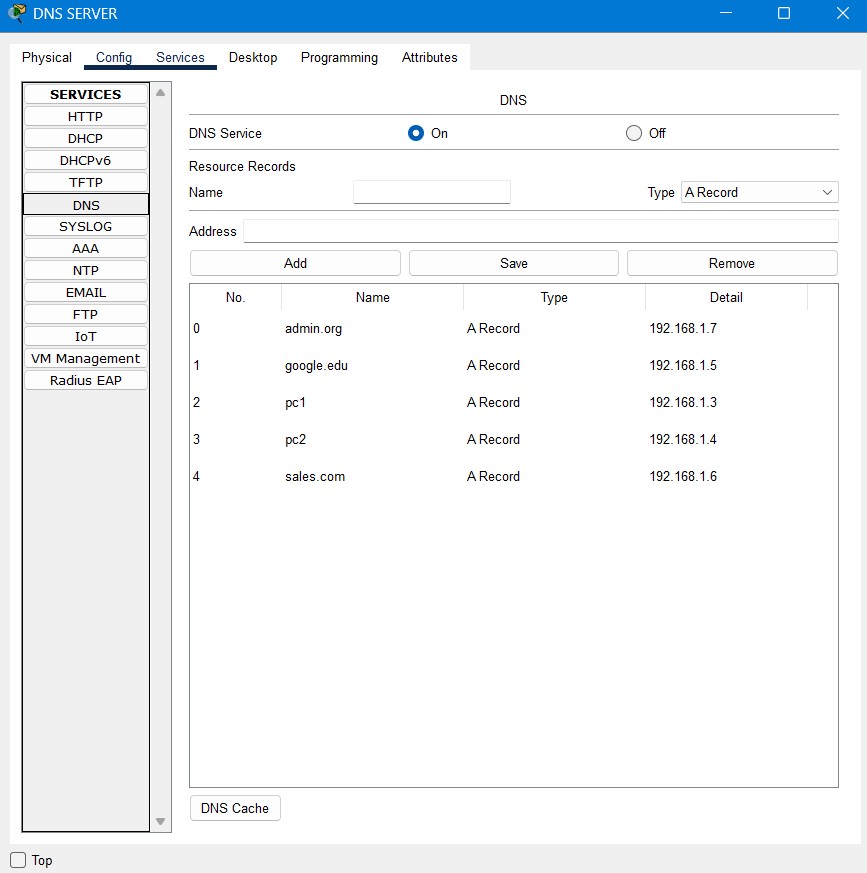 DNS SERVER
Physical Config Services Desktop Programming Attributes
SERVICES
HTTP
DHCP
DHCPv6
TFTP
DNS
SYSLOG
AAA
NTP
EMAIL
FTP
IoT
VM Management
Radius EAP
DNS
DNS Service On Off
Resource Records
Name Type A Record
Address
Add Save Remove
No. Name Type Detail
0 admin.org A Record 192.168.1.7
1 google.edu A Record 192.168.1.5
2 pc1 A Record 192.168.1.3
3 pc2 A Record 192.168.1.4
4 sales.com A Record 192.168.1.6
DNS Cache
Top